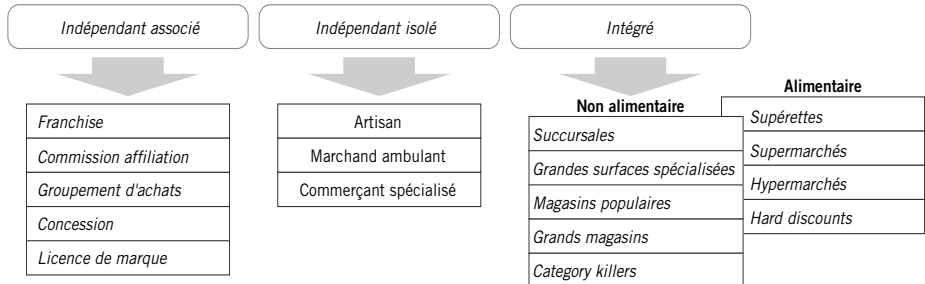 Indépendant associé
Indépendant isolé
Intégré
Franchise
Commission affiliation
Groupement d'achats
Concession
Licence de marque
Artisan
Marchand ambulant
Commerçant spécialisé
Non alimentaire
Succursales
Grandes surfaces spécialisées
Magasins populaires
Grands magasins
Category killers
Alimentaire
Supérettes
Supermarchés
Hypermarchés
Hard discounts